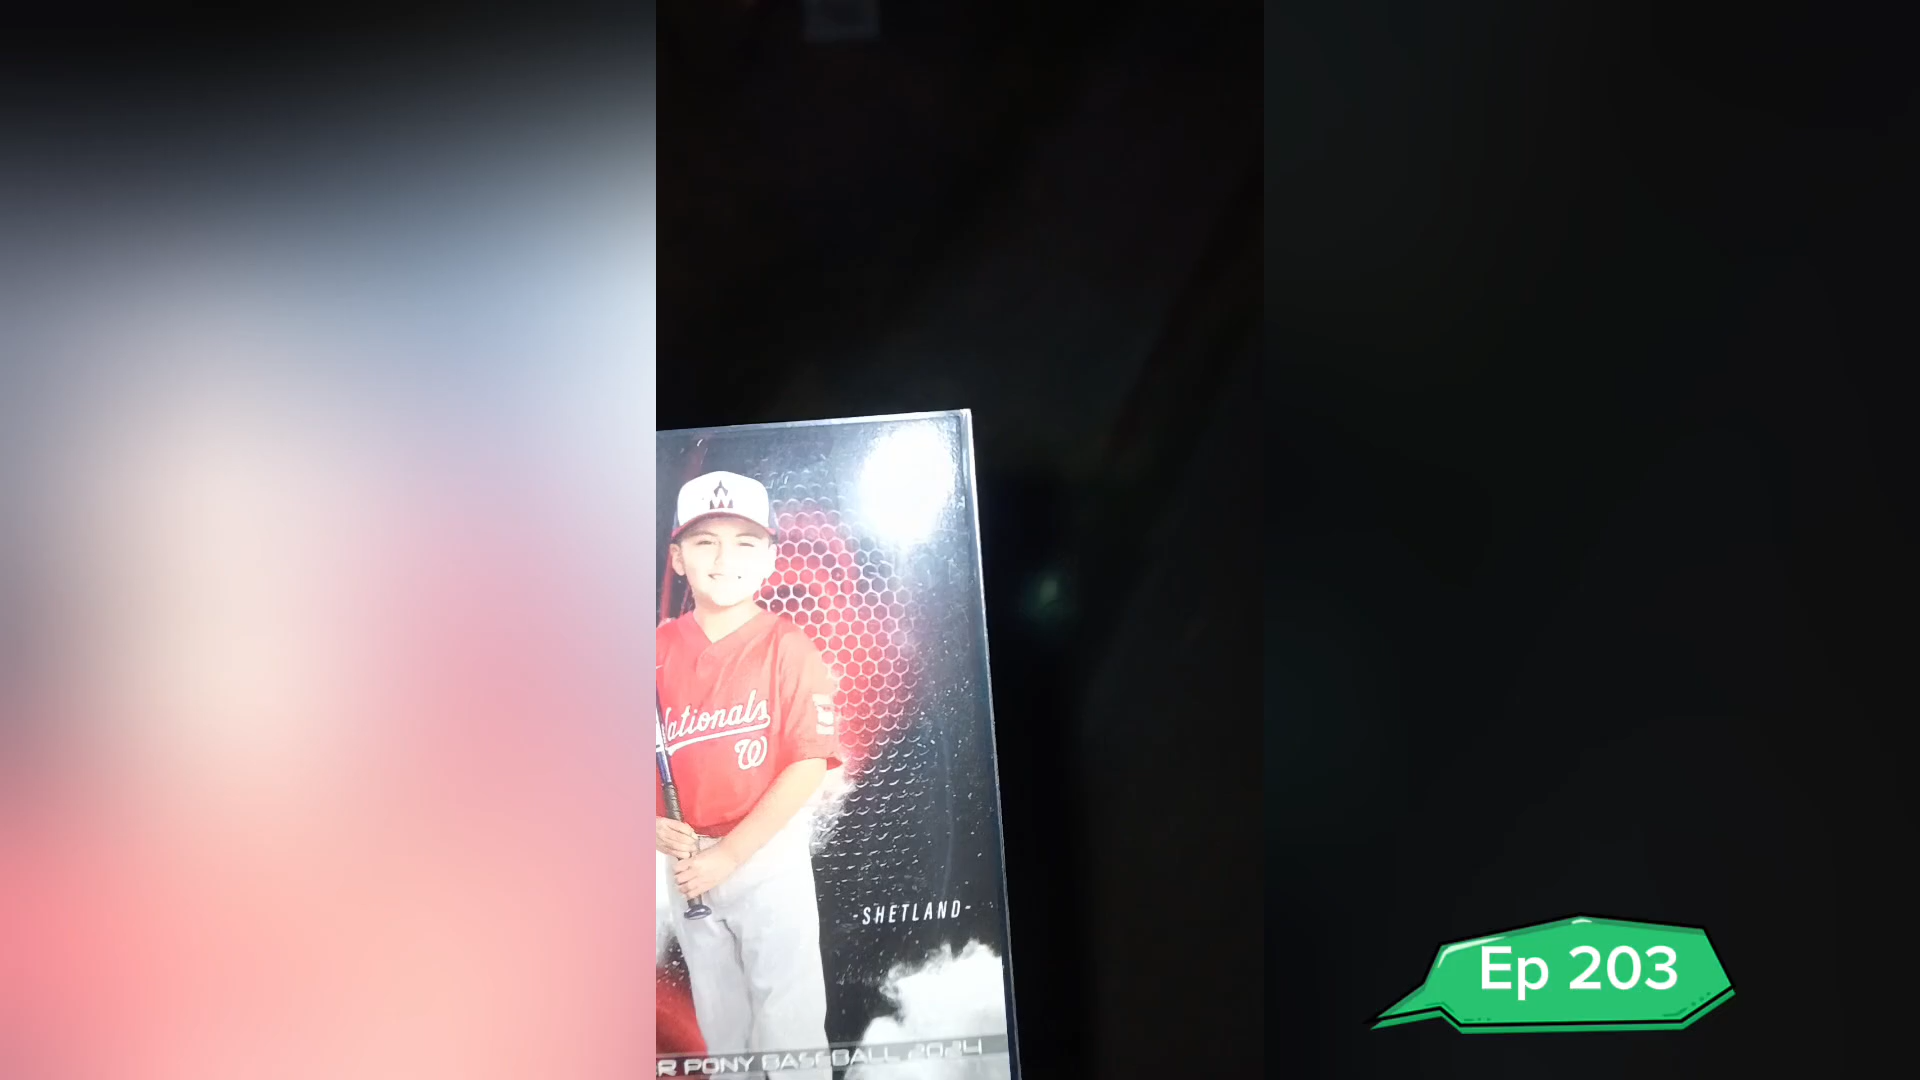 W
Nationals
W
-SHETLAND-
R PONY BASEBALL 2024
Ep 203